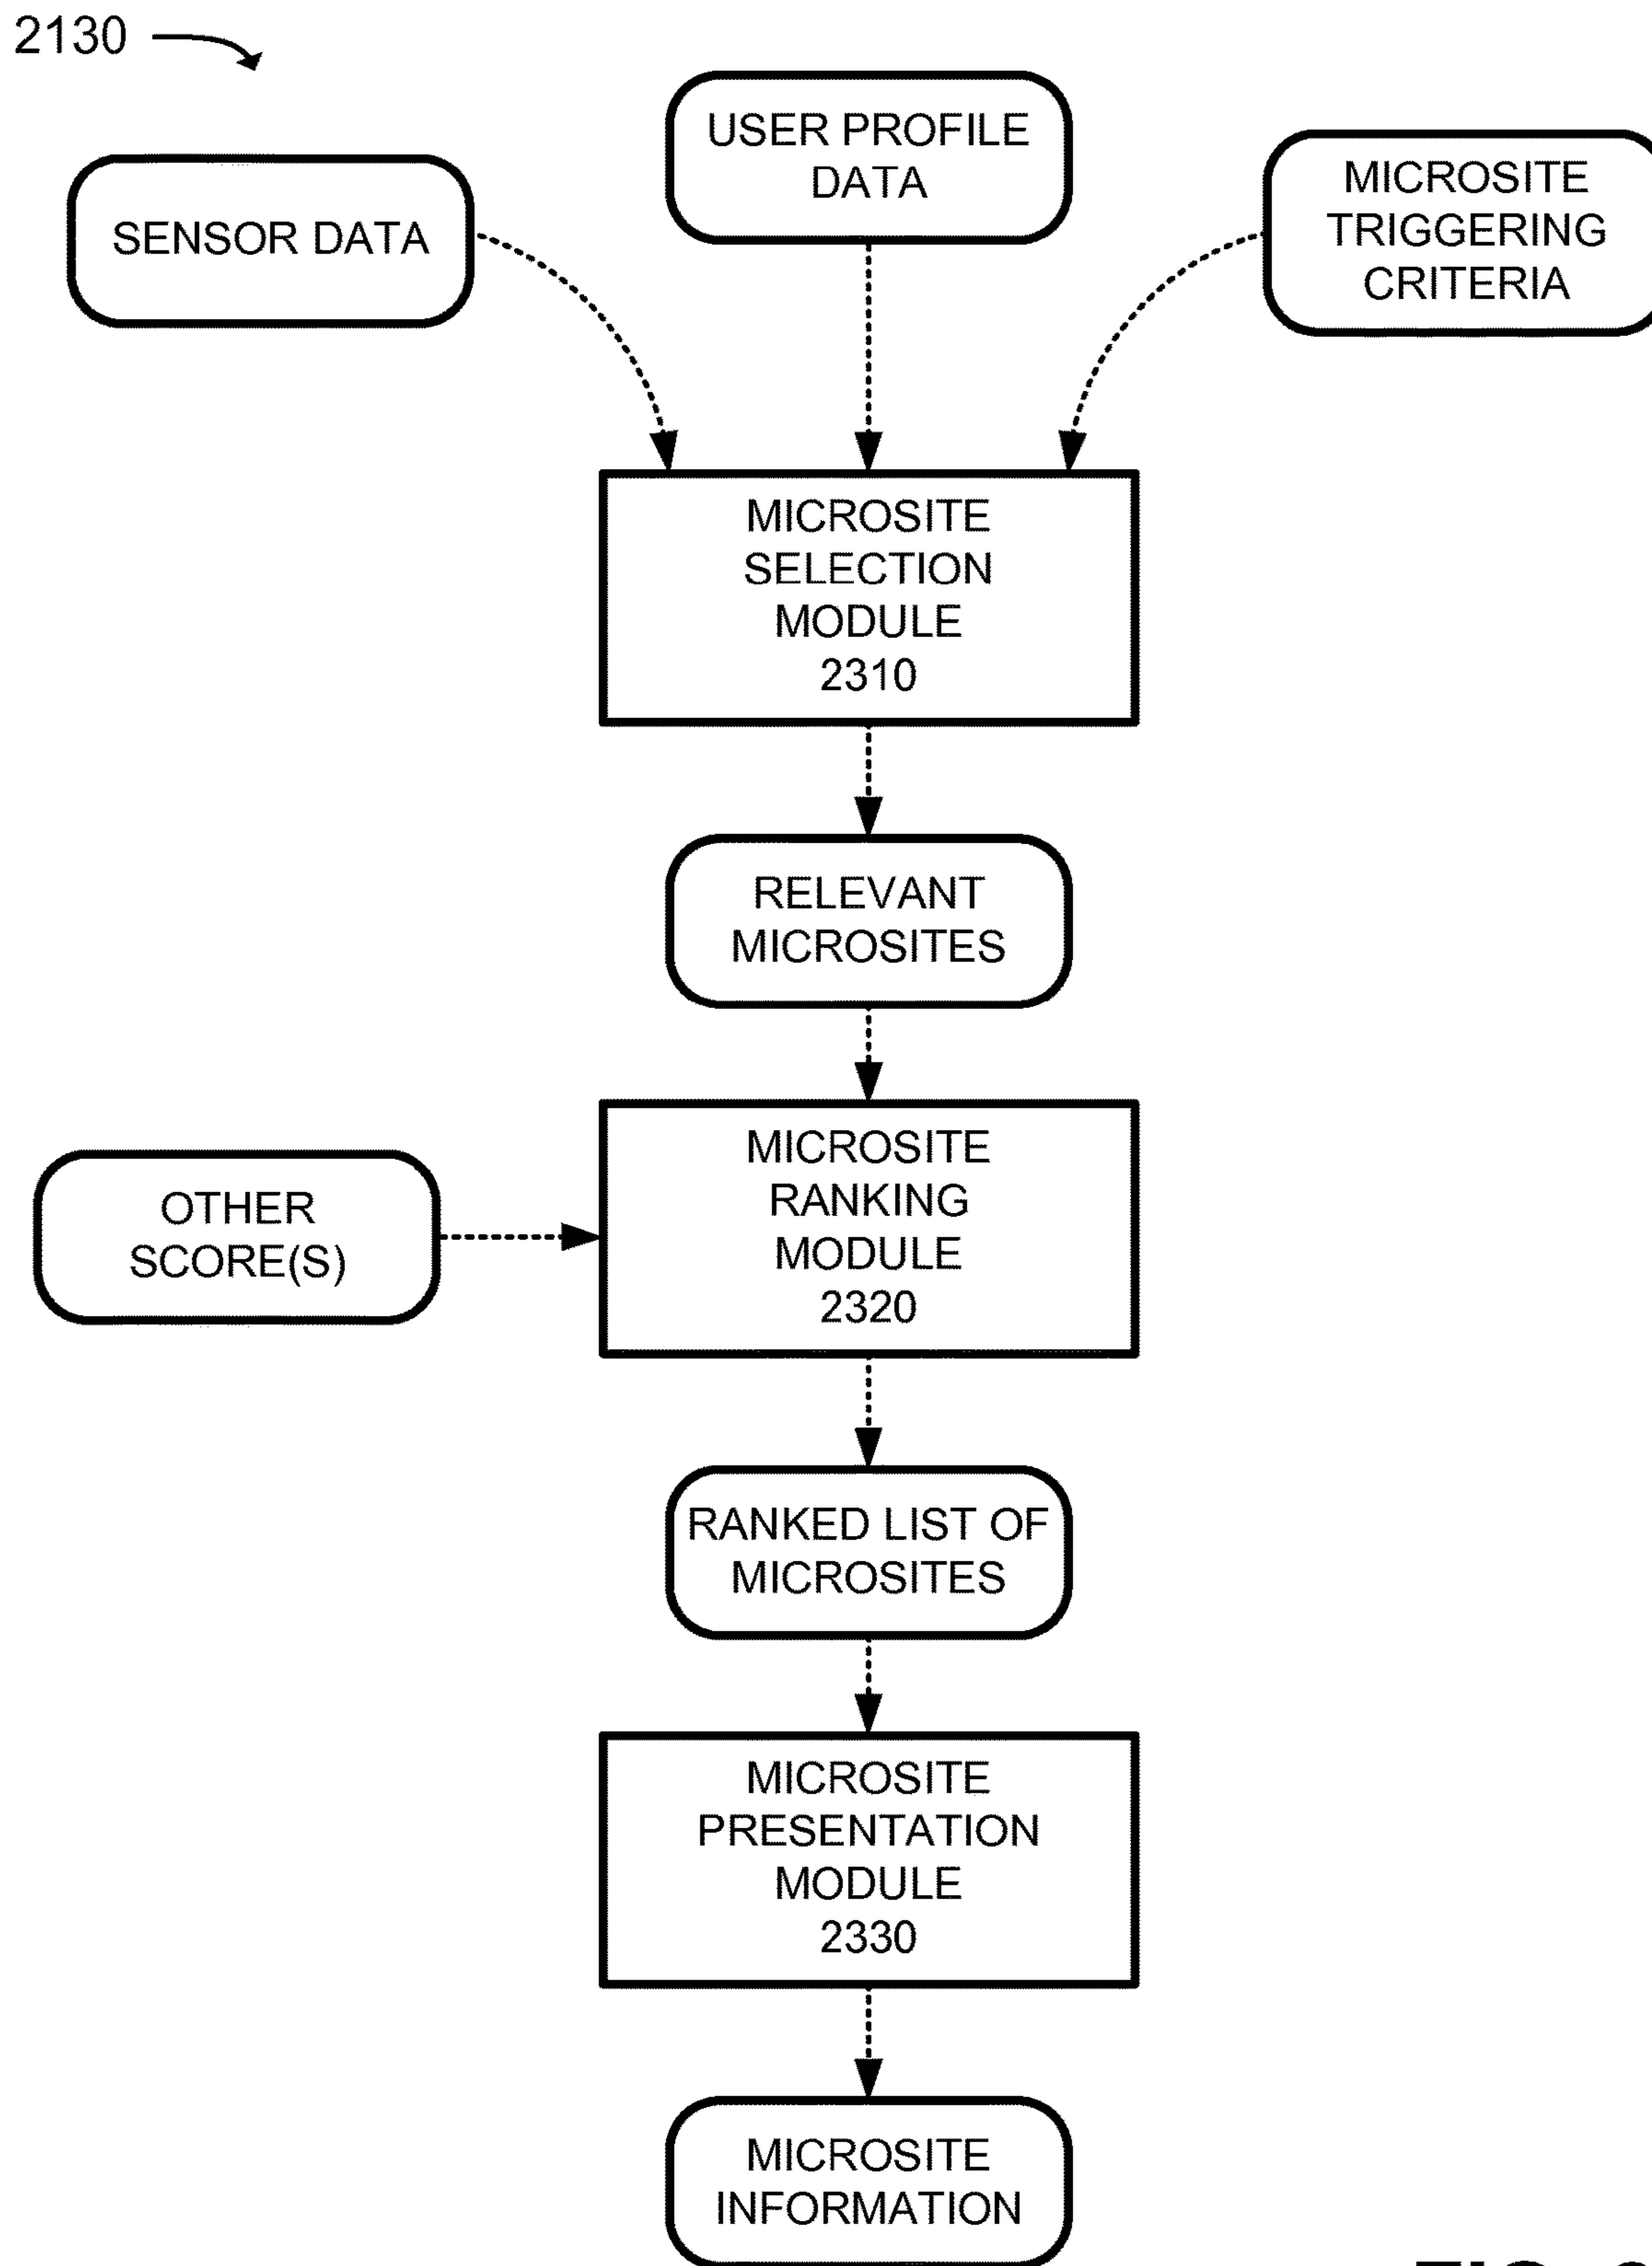 2130
USER PROFILE
DATA
SENSOR DATA
MICROSITE
TRIGGERING
CRITERIA
MICROSITE
SELECTION
MODULE
2310
RELEVANT
MICROSITES
MICROSITE
RANKING
MODULE
2320
OTHER
SCORE(S)
RANKED LIST OF
MICROSITES
MICROSITE
PRESENTATION
MODULE
2330
MICROSITE
INFORMATION